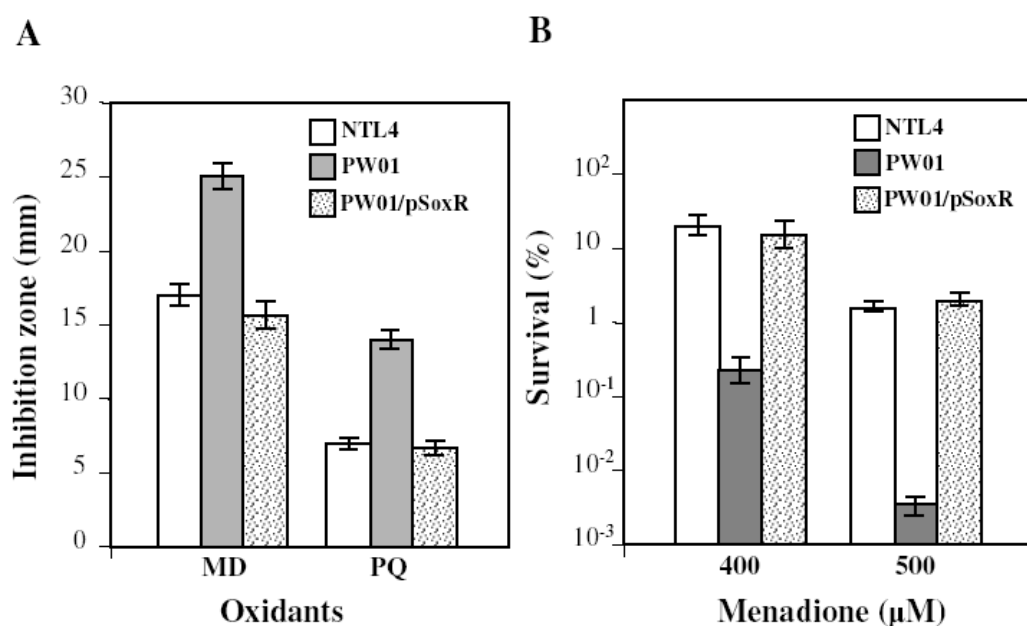 A
Inhibition zone (mm)
30
25
20
15
10
5
0
NTL4
PW01
PW01/pSoxR
MD PQ
Oxidants
B
Survival (%)
10²
10
1
10⁻¹
10⁻²
10⁻³
NTL4
PW01
PW01/pSoxR
400 500
Menadione (µM)